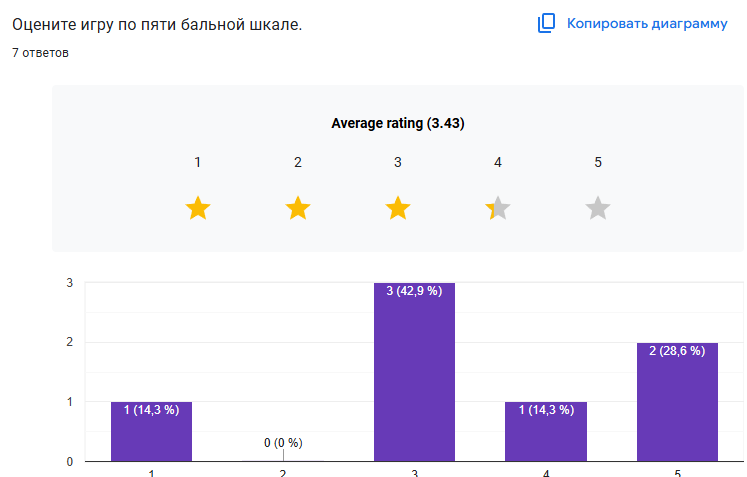 Оцените игру по пяти бальной шкале.
Копировать диаграмму
7 ответов
Average rating (3.43)
1 2 3 4 5
3
3 (42,9 %)
2
2 (28,6 %)
1
1 (14,3 %)
1 (14,3 %)
0 (0 %)
0
1 2 3 4 5